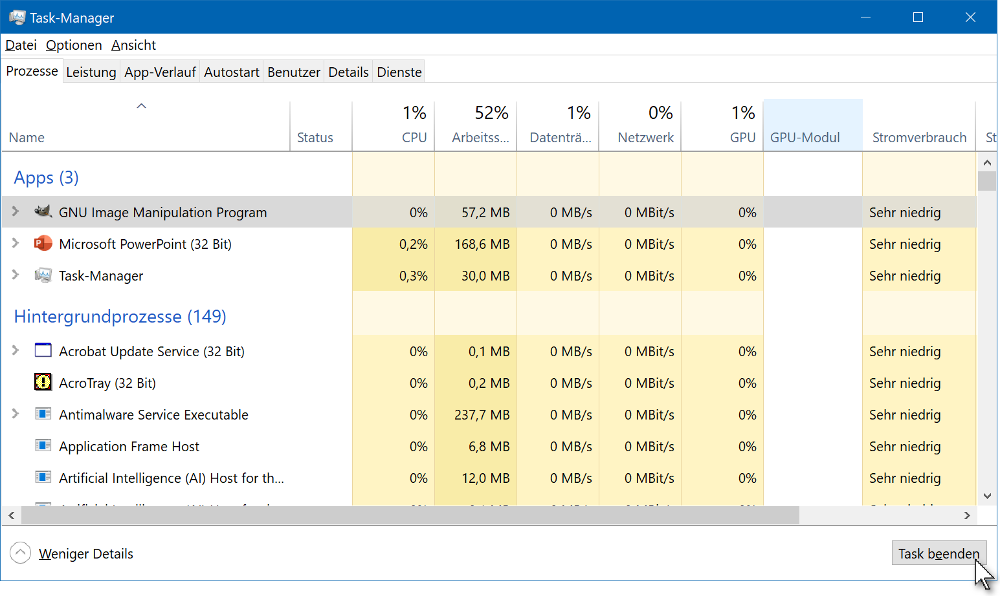 Task-Manager
Datei Optionen Ansicht
Prozesse Leistung App-Verlauf Autostart Benutzer Details Dienste
1% 52% 1% 0% 1%
Name Status CPU Arbeitss... Datenträ... Netzwerk GPU GPU-Modul Stromverbrauch St
Apps (3)
GNU Image Manipulation Program 0% 57,2 MB 0 MB/s 0 MBit/s 0% Sehr niedrig
Microsoft PowerPoint (32 Bit) 0,2% 168,6 MB 0 MB/s 0 MBit/s 0% Sehr niedrig
Task-Manager 0,3% 30,0 MB 0 MB/s 0 MBit/s 0% Sehr niedrig
Hintergrundprozesse (149)
Acrobat Update Service (32 Bit) 0% 0,1 MB 0 MB/s 0 MBit/s 0% Sehr niedrig
AcroTray (32 Bit) 0% 0,2 MB 0 MB/s 0 MBit/s 0% Sehr niedrig
Antimalware Service Executable 0% 237,7 MB 0 MB/s 0 MBit/s 0% Sehr niedrig
Application Frame Host 0% 6,8 MB 0 MB/s 0 MBit/s 0% Sehr niedrig
Artificial Intelligence (AI) Host for th... 0% 12,0 MB 0 MB/s 0 MBit/s 0% Sehr niedrig
Weniger Details Task beenden